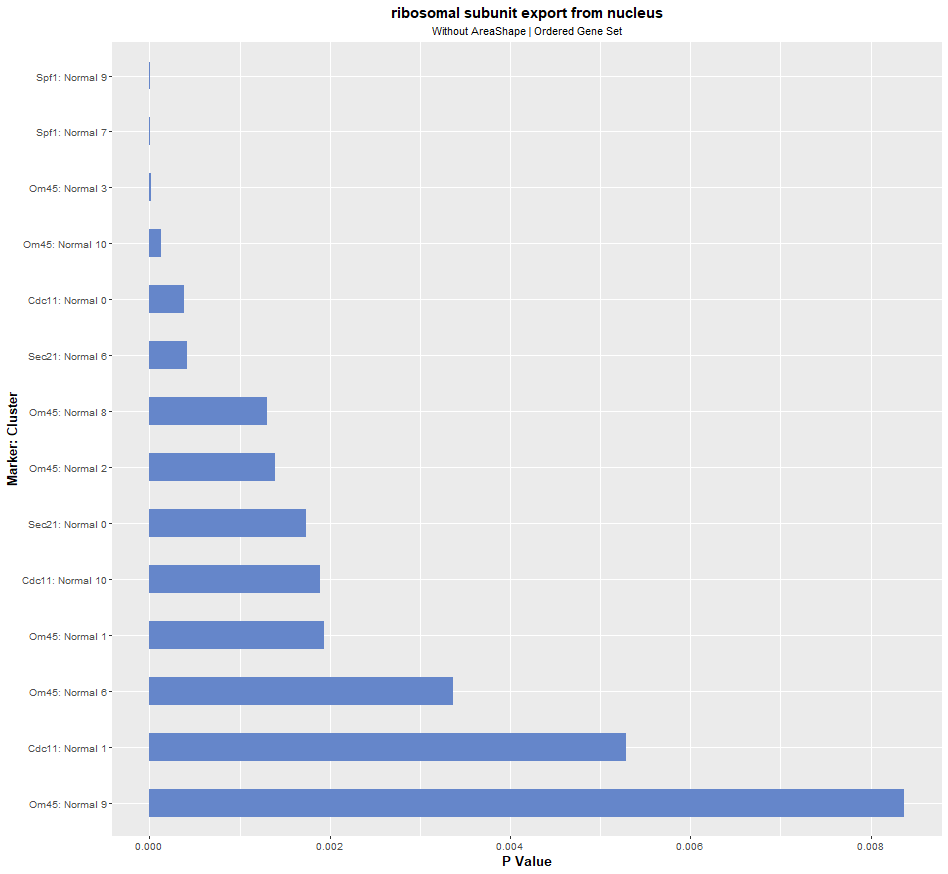 ribosomal subunit export from nucleus
Without AreaShape | Ordered Gene Set
Spf1: Normal 9
Spf1: Normal 7
Om45: Normal 3
Om45: Normal 10
Cdc11: Normal 0
Sec21: Normal 6
Om45: Normal 8
Om45: Normal 2
Sec21: Normal 0
Cdc11: Normal 10
Om45: Normal 1
Om45: Normal 6
Cdc11: Normal 1
Om45: Normal 9
Marker: Cluster
0.000 0.002 0.004 0.006 0.008
P Value